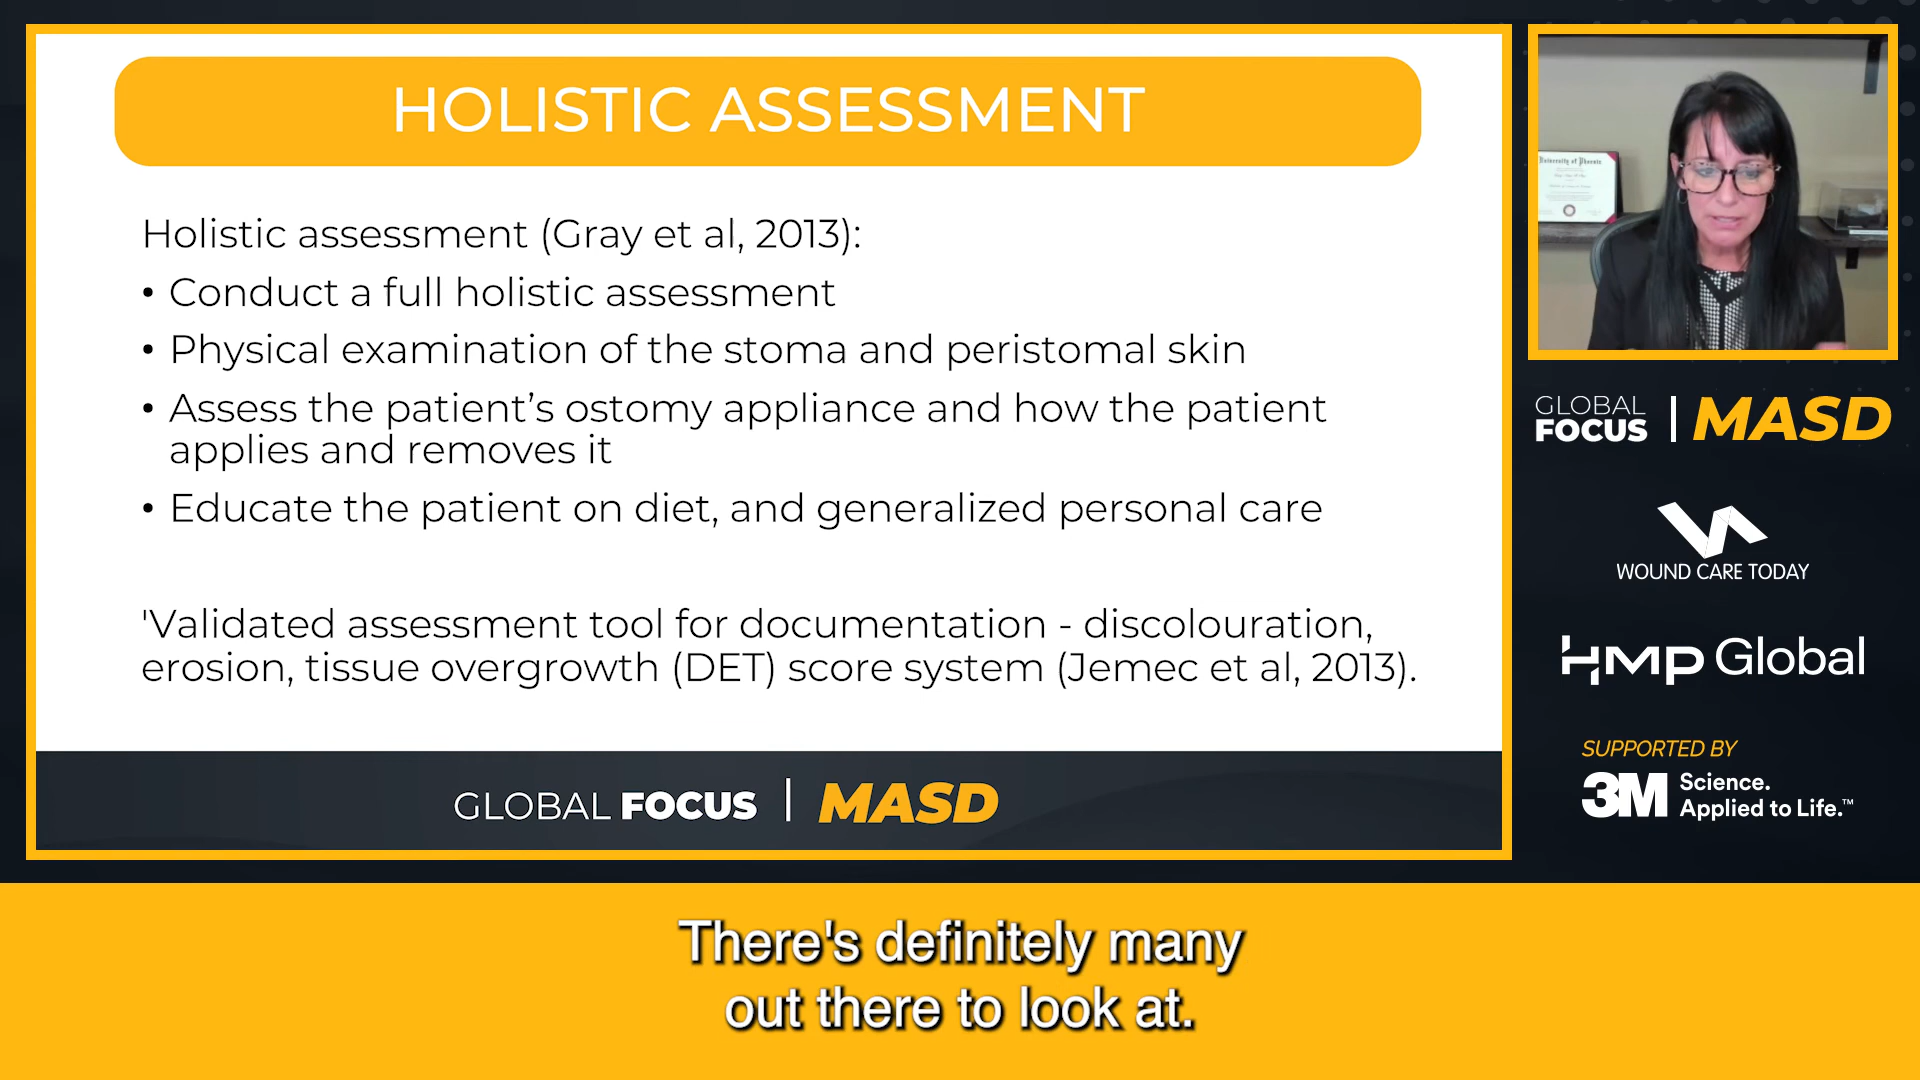 HOLISTIC ASSESSMENT
Holistic assessment (Gray et al, 2013):
• Conduct a full holistic assessment
• Physical examination of the stoma and peristomal skin
• Assess the patient’s ostomy appliance and how the patient
applies and removes it
• Educate the patient on diet, and generalized personal care
'Validated assessment tool for documentation - discolouration,
erosion, tissue overgrowth (DET) score system (Jemec et al, 2013).
GLOBAL FOCUS | MASD
University of Phoenix
GLOBAL
FOCUS | MASD
WOUND CARE TODAY
HMP Global
SUPPORTED BY
3M Science.
Applied to Life.™
There's definitely many
out there to look at.